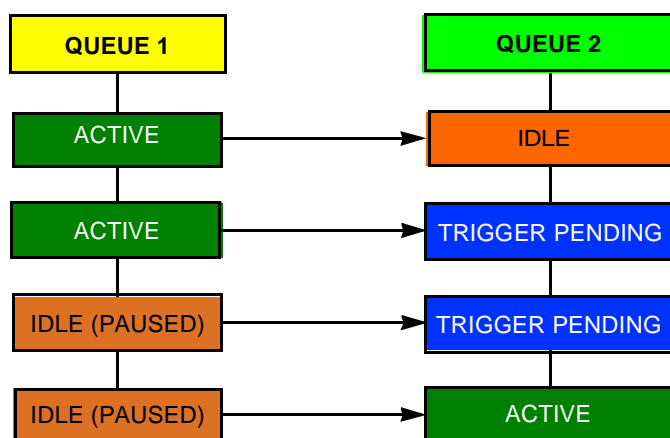 QUEUE 1
QUEUE 2
ACTIVE
IDLE
ACTIVE
TRIGGER PENDING
IDLE (PAUSED)
TRIGGER PENDING
IDLE (PAUSED)
ACTIVE